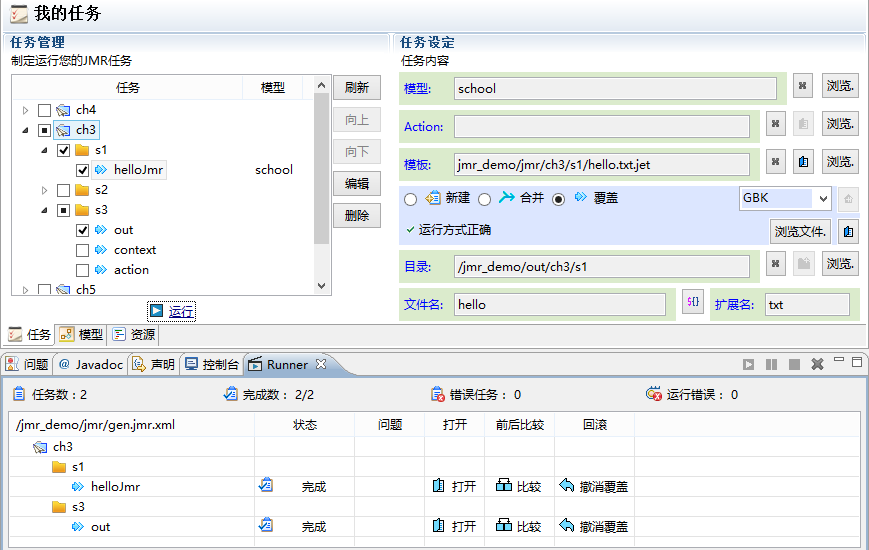 我的任务
任务管理
制定运行您的JMR任务
任务 模型
ch4
ch3
s1
helloJmr school
s2
s3
out
context
action
ch5
刷新
向上
向下
编辑
删除
运行
任务 模型 资源
任务设定
任务内容
模型: school 浏览.
Action: 浏览.
模板: jmr_demo/jmr/ch3/s1/hello.txt.jet 浏览.
新建 合并 覆盖 GBK
运行方式正确 浏览文件.
目录: /jmr_demo/out/ch3/s1 浏览.
文件名: hello ${} 扩展名: txt
问题 @ Javadoc 声明 控制台 Runner
任务数：2 完成数：2/2 错误任务：0 运行错误：0
/jmr_demo/jmr/gen.jmr.xml 状态 问题 打开 前后比较 回滚
ch3
s1
helloJmr 完成 打开 比较 撤消覆盖
s3
out 完成 打开 比较 撤消覆盖